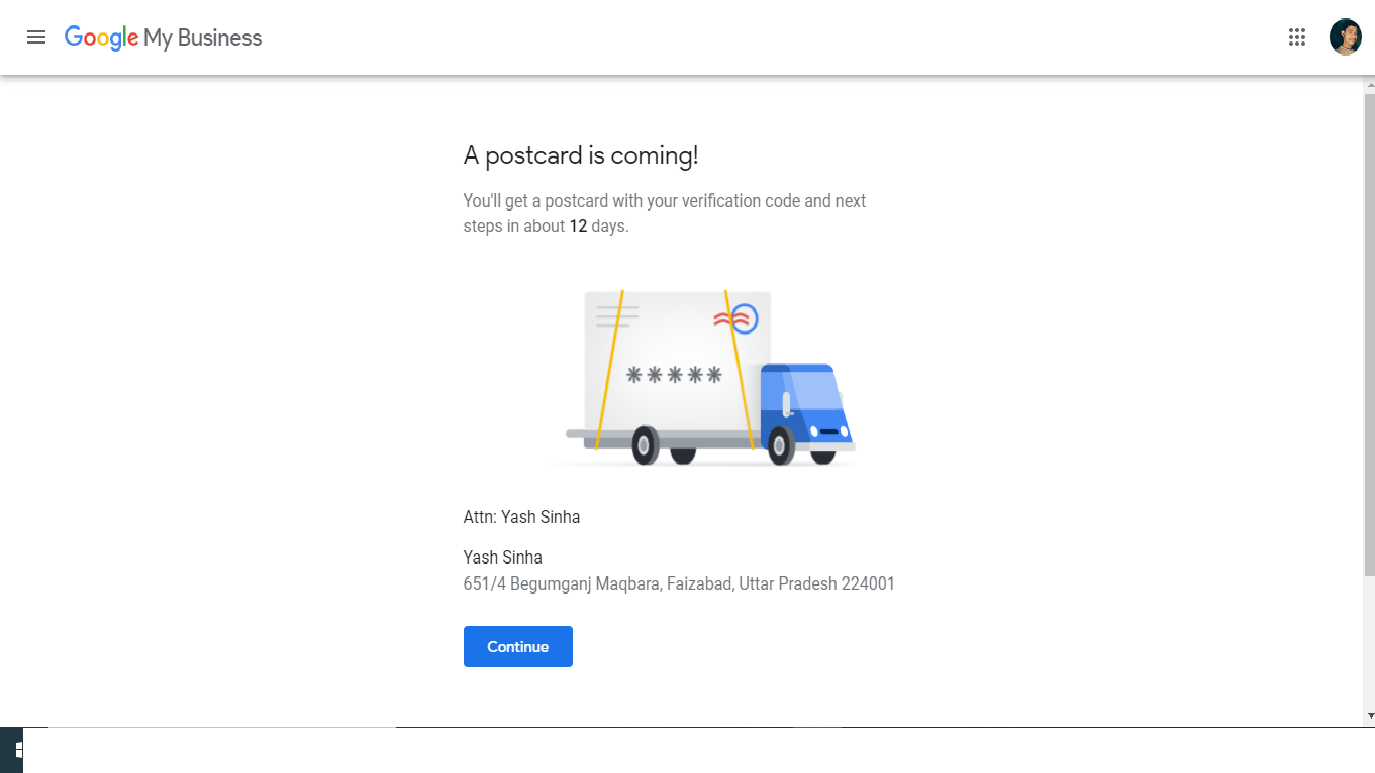 Google My Business
A postcard is coming!
You'll get a postcard with your verification code and next
steps in about 12 days.
*****
Attn: Yash Sinha
Yash Sinha
651/4 Begumganj Maqbara, Faizabad, Uttar Pradesh 224001
Continue